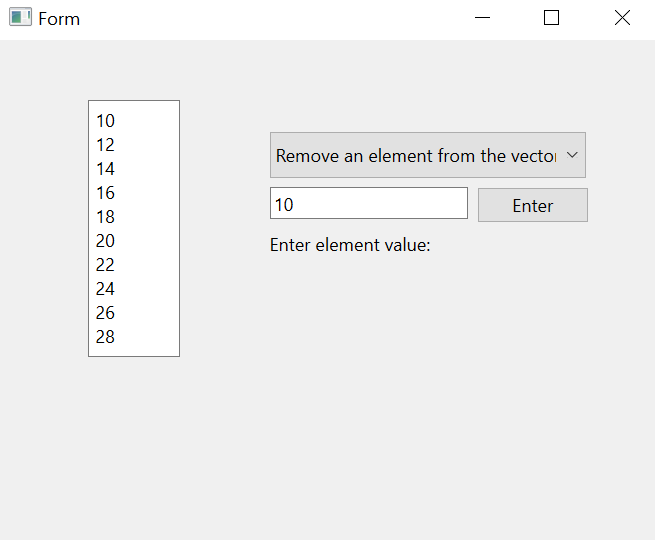 Form
10
12
14
16
18
20
22
24
26
28
Remove an element from the vector
10
Enter
Enter element value: